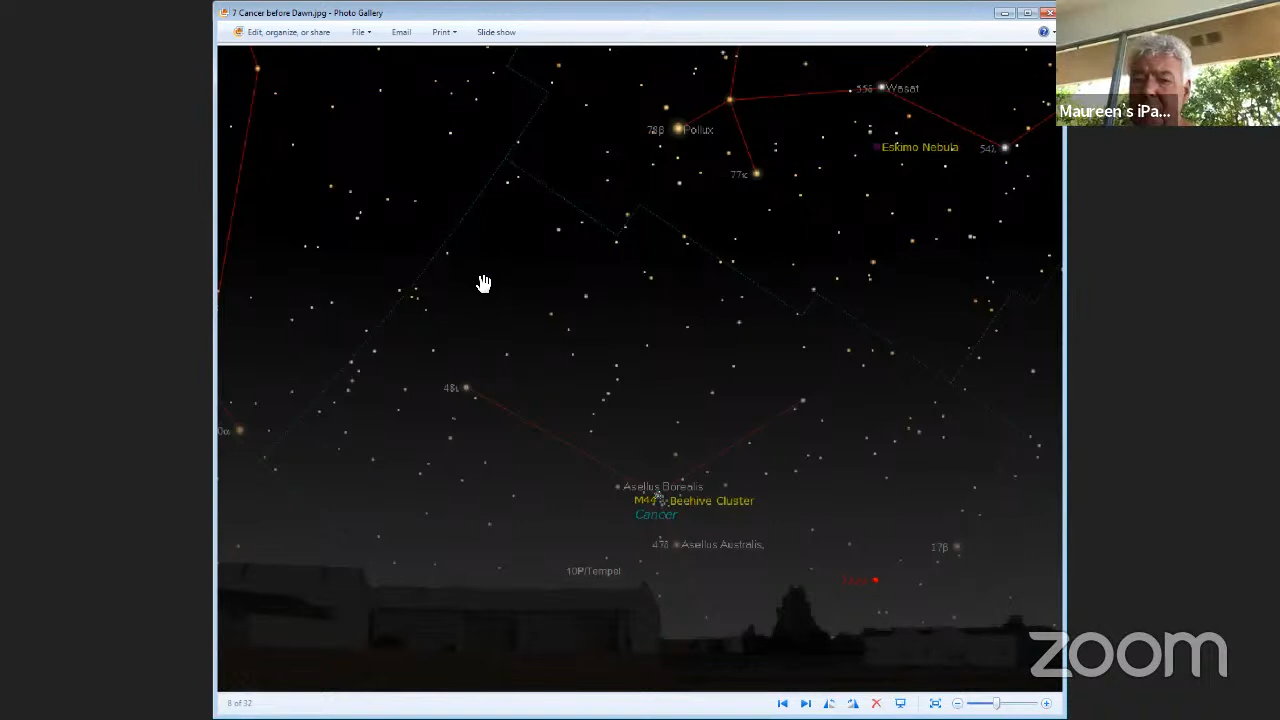 7 Cancer before Dawn.jpg - Photo Gallery
Edit, organize, or share File Email Print Slide show
Maureen's iPa...
Wasat
78β Pollux
Eskimo Nebula
77κ
48ι
Asellus Borealis
M44 Beehive Cluster
Cancer
47δ Asellus Australis,
17β
10P/Tempel
zoom
8 of 32